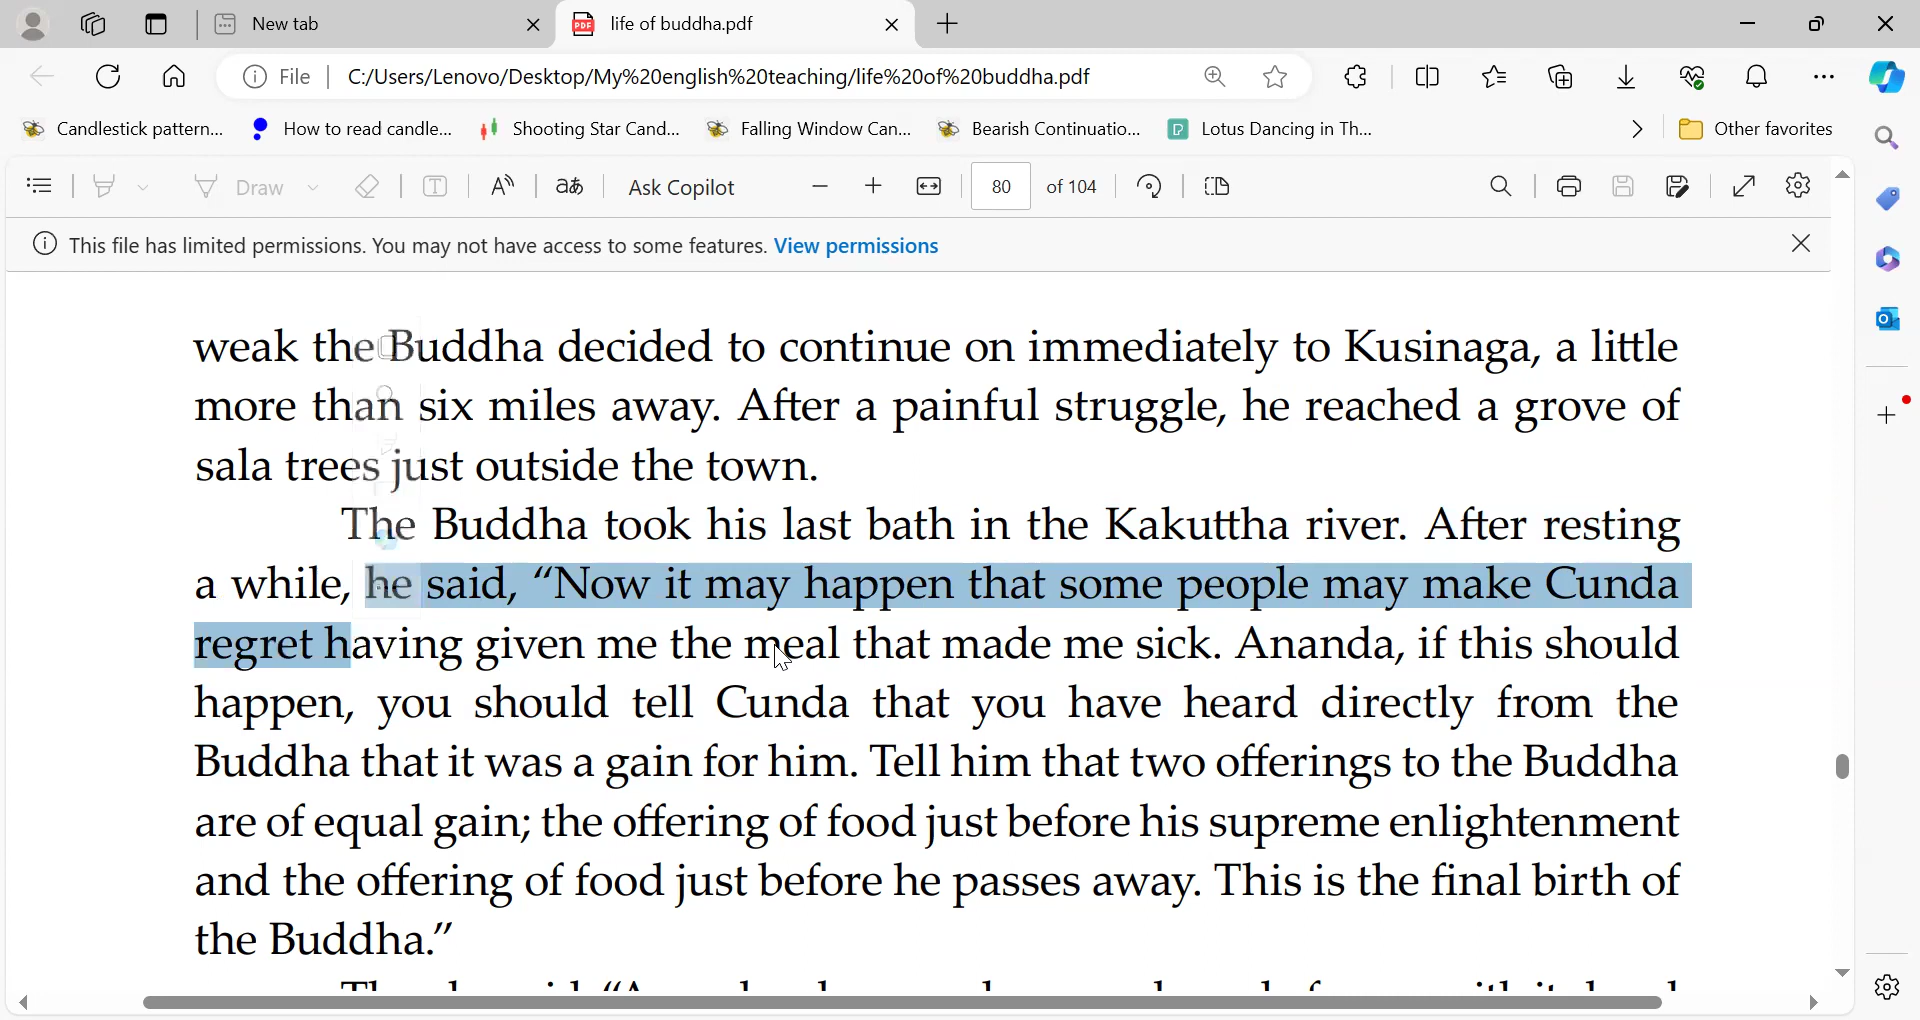 New tab
life of buddha.pdf
File
C:/Users/Lenovo/Desktop/My%20english%20teaching/life%20of%20buddha.pdf
Candlestick pattern...
How to read candle...
Shooting Star Cand...
Falling Window Can...
Bearish Continuatio...
Lotus Dancing in Th...
Other favorites
Draw
Ask Copilot
80 of 104
This file has limited permissions. You may not have access to some features. View permissions
weak the Buddha decided to continue on immediately to Kusinaga, a little
more than six miles away. After a painful struggle, he reached a grove of
sala trees just outside the town.
The Buddha took his last bath in the Kakuttha river. After resting
a while, he said, “Now it may happen that some people may make Cunda
regret having given me the meal that made me sick. Ananda, if this should
happen, you should tell Cunda that you have heard directly from the
Buddha that it was a gain for him. Tell him that two offerings to the Buddha
are of equal gain; the offering of food just before his supreme enlightenment
and the offering of food just before he passes away. This is the final birth of
the Buddha.”